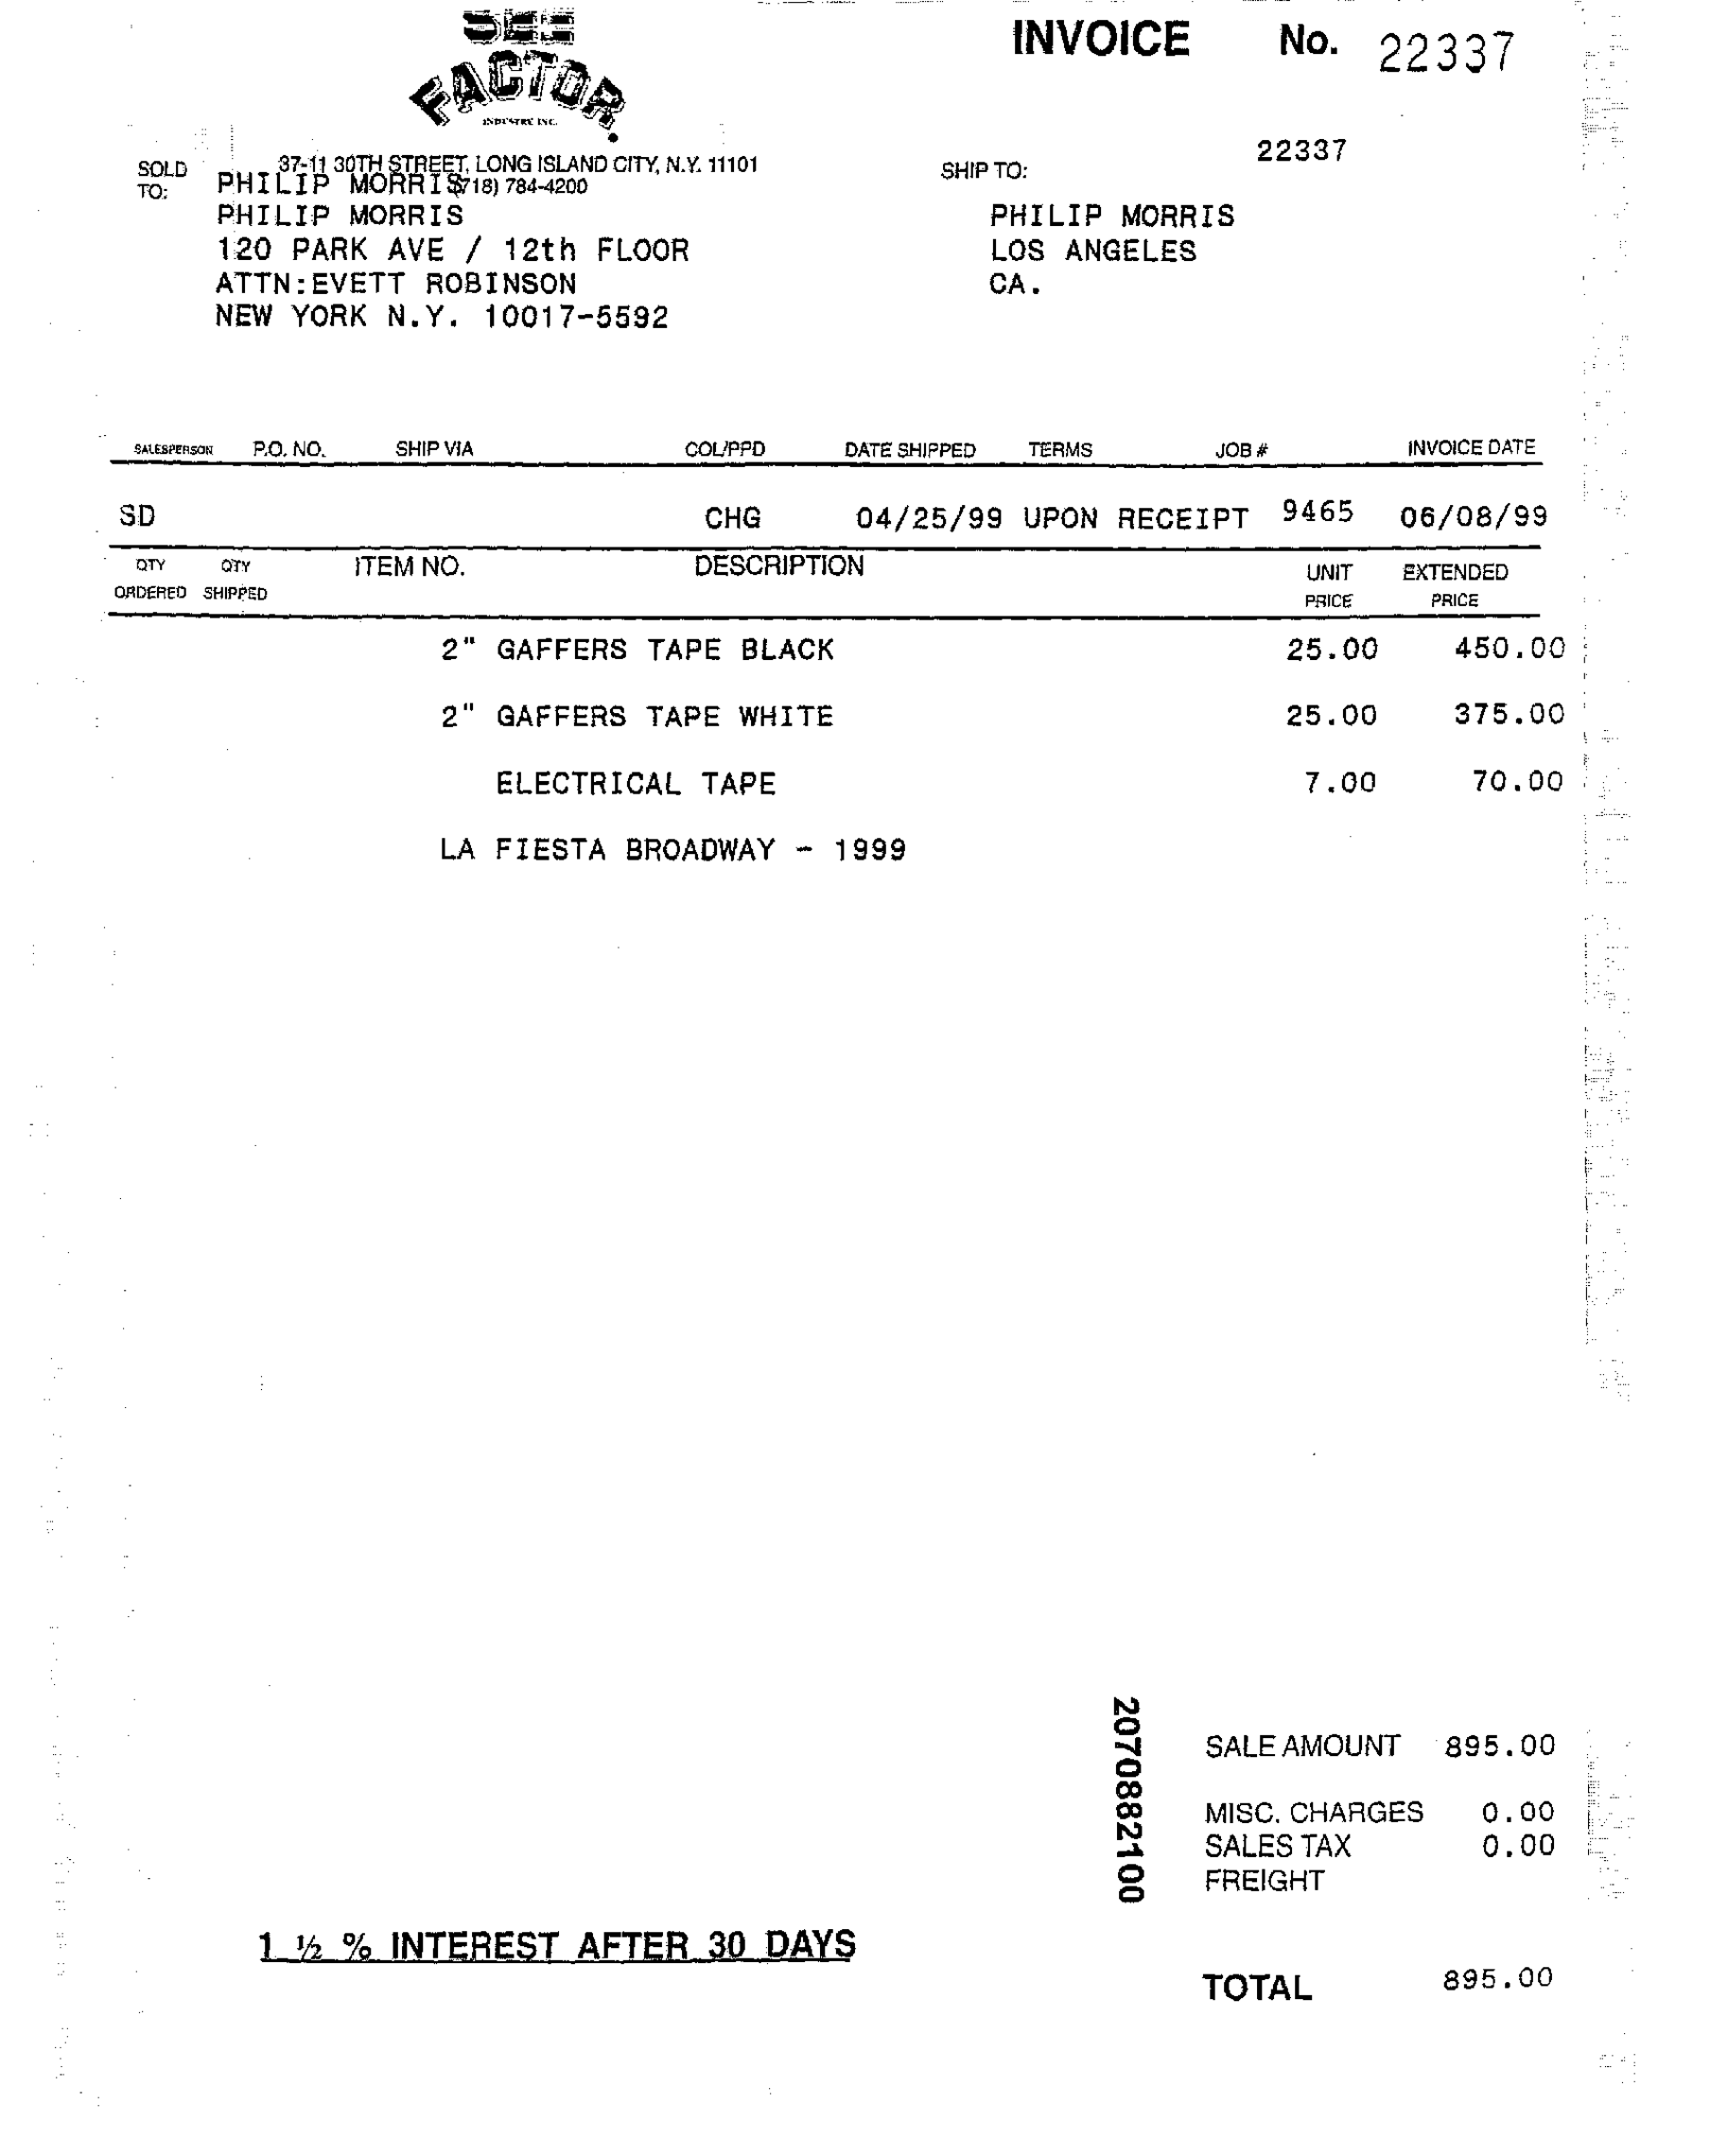 SEE
FACTOR
INDUSTRY INC.
INVOICE No. 22337
37-11 30TH STREET, LONG ISLAND CITY, N.Y. 11101
(718) 784-4200
22337
SOLD TO:
PHILIP MORRIS
PHILIP MORRIS
120 PARK AVE / 12th FLOOR
ATTN:EVETT ROBINSON
NEW YORK N.Y. 10017-5592
SHIP TO:
PHILIP MORRIS
LOS ANGELES
CA.
SALESPERSON P.O. NO. SHIP VIA COL/PPD DATE SHIPPED TERMS JOB # INVOICE DATE
SD CHG 04/25/99 UPON RECEIPT 9465 06/08/99
QTY ORDERED QTY SHIPPED ITEM NO. DESCRIPTION UNIT PRICE EXTENDED PRICE
2" GAFFERS TAPE BLACK 25.00 450.00
2" GAFFERS TAPE WHITE 25.00 375.00
ELECTRICAL TAPE 7.00 70.00
LA FIESTA BROADWAY - 1999
2070882100
SALE AMOUNT 895.00
MISC. CHARGES 0.00
SALES TAX 0.00
FREIGHT
1 ½ % INTEREST AFTER 30 DAYS
TOTAL 895.00